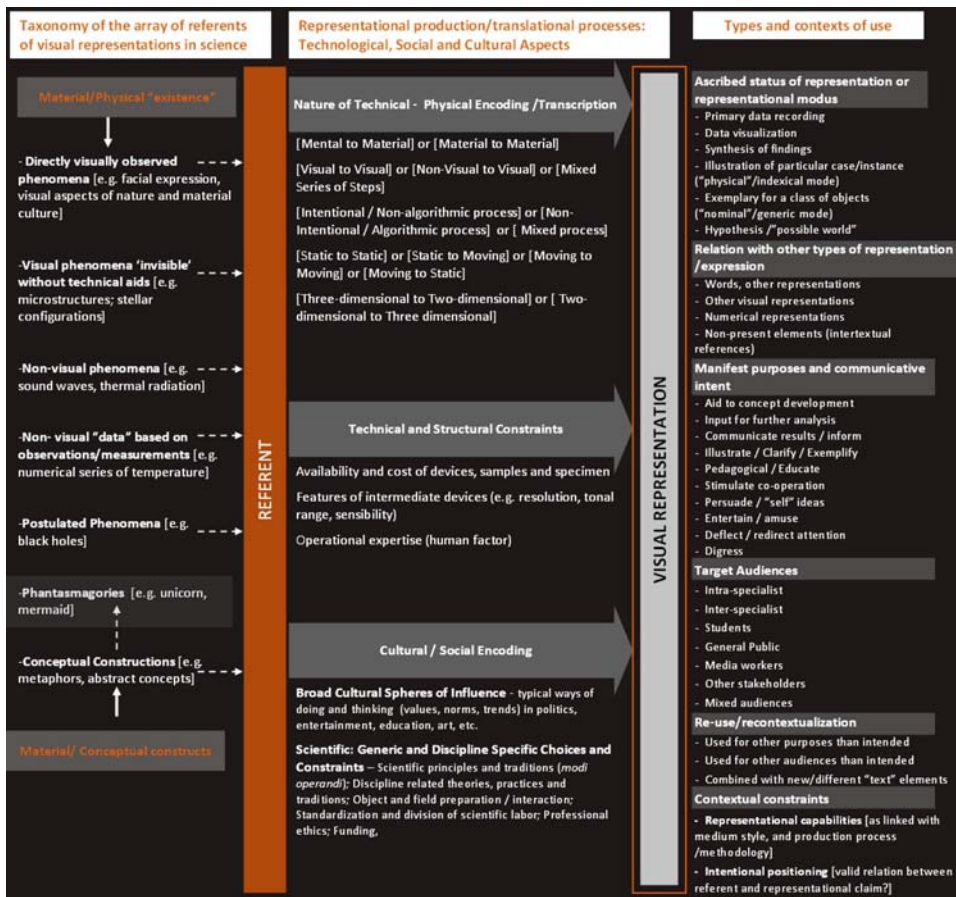 Taxonomy of the array of referents
of visual representations in science
Material/Physical "existence"
- Directly visually observed
phenomena [e.g. facial expression,
visual aspects of nature and material
culture]
-Visual phenomena 'invisible'
without technical aids [e.g.
microstructures; stellar
configurations]
-Non-visual phenomena [e.g.
sound waves, thermal radiation]
-Non- visual "data" based on
observations/measurements [e.g.
numerical series of temperature]
-Postulated Phenomena [e.g.
black holes]
-Phantasmagories [e.g. unicorn,
mermaid]
-Conceptual Constructions [e.g.
metaphors, abstract concepts]
Material/ Conceptual constructs
REFERENT
Representational production/translational processes:
Technological, Social and Cultural Aspects
Nature of Technical - Physical Encoding /Transcription
[Mental to Material] or [Material to Material]
[Visual to Visual] or [Non-Visual to Visual] or [Mixed
Series of Steps]
[Intentional / Non-algorithmic process] or [Non-
Intentional / Algorithmic process] or [ Mixed process]
[Static to Static] or [Static to Moving] or [Moving to
Moving] or [Moving to Static]
[Three-dimensional to Two-dimensional] or [ Two-
dimensional to Three dimensional]
Technical and Structural Constraints
Availability and cost of devices, samples and specimen
Features of intermediate devices (e.g. resolution, tonal
range, sensibility)
Operational expertise (human factor)
Cultural / Social Encoding
Broad Cultural Spheres of Influence - typical ways of
doing and thinking (values, norms, trends) in politics,
entertainment, education, art, etc.
Scientific: Generic and Discipline Specific Choices and
Constraints – Scientific principles and traditions (modi
operandi); Discipline related theories, practices and
traditions; Object and field preparation / interaction;
Standardization and division of scientific labor; Professional
ethics; Funding,
VISUAL REPRESENTATION
Types and contexts of use
Ascribed status of representation or
representational modus
- Primary data recording
- Data visualization
- Synthesis of findings
- Illustration of particular case/instance
("physical"/indexical mode)
- Exemplary for a class of objects
("nominal"/generic mode)
- Hypothesis /"possible world"
Relation with other types of representation
/expression
- Words, other representations
- Other visual representations
- Numerical representations
- Non-present elements (intertextual
references)
Manifest purposes and communicative
intent
- Aid to concept development
- Input for further analysis
- Communicate results / inform
- Illustrate / Clarify / Exemplify
- Pedagogical / Educate
- Stimulate co-operation
- Persuade / "self" ideas
- Entertain / amuse
- Deflect / redirect attention
- Digress
Target Audiences
- Intra-specialist
- Inter-specialist
- Students
- General Public
- Media workers
- Other stakeholders
- Mixed audiences
Re-use/recontextualization
- Used for other purposes than intended
- Used for other audiences than intended
- Combined with new/different "text" elements
Contextual constraints
- Representational capabilities [as linked with
medium style, and production process
/methodology]
- Intentional positioning [valid relation between
referent and representational claim?]